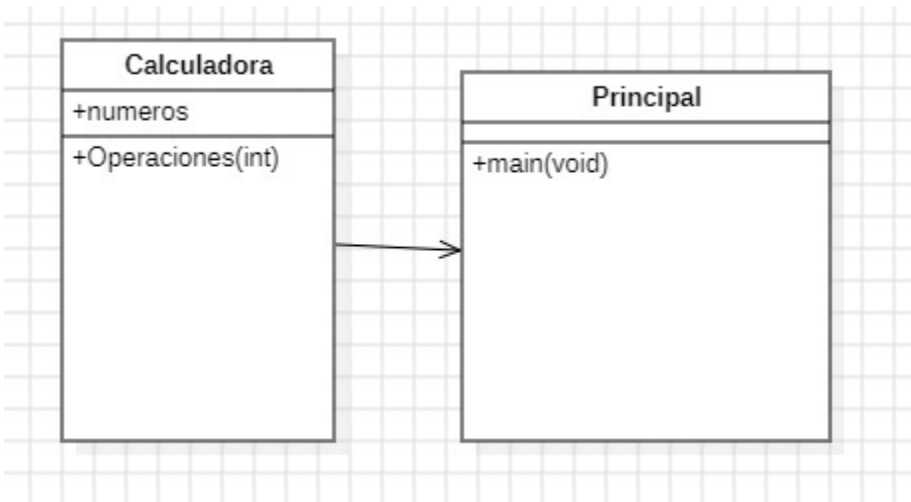 Calculadora
+numeros
+Operaciones(int)
Principal
+main(void)